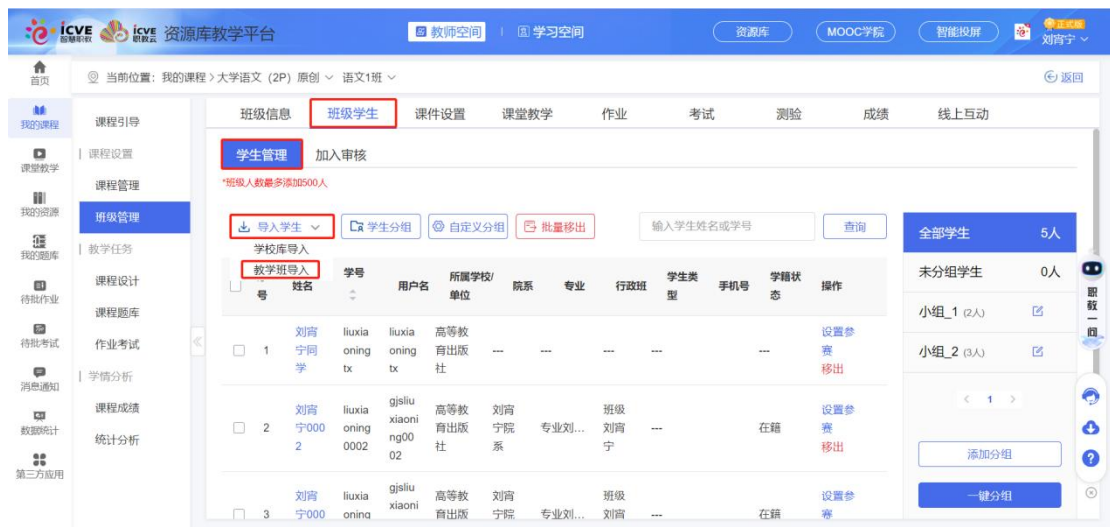 icve 智慧职教 icve 职教云 资源库教学平台
教师空间
学习空间
资源库
MOOC学院
智能投屏
正式版
刘宵宁
首页
当前位置：我的课程 > 大学语文（2P）原创 语文1班
返回
我的课程
课堂教学
我的资源
我的题库
待批作业
待批考试
消息通知
数据统计
第三方应用
课程引导
课程设置
课程管理
班级管理
教学任务
课程设计
课程题库
作业考试
学情分析
课程成绩
统计分析
班级信息 班级学生 课件设置 课堂教学 作业 考试 测验 成绩 线上互动
学生管理 加入审核
*班级人数最多添加500人
导入学生 学生分组 自定义分组 批量移出 输入学生姓名或学号 查询
学校库导入
教学班导入
号 姓名 学号 用户名 所属学校/单位 院系 专业 行政班 学生类型 手机号 学籍状态 操作
1 刘宵宁同学 liuxiaoningtx liuxiaoningtx 高等教育出版社 --- --- --- --- --- 设置参赛 移出
2 刘宵宁0002 liuxiaoning0002 gjsliuxiaoning0002 高等教育出版社 刘宵宁院系 专业刘... 班级刘宵宁 --- 在籍 设置参赛 移出
3 刘宵宁000 liuxiaoning gjsliuxiaoni 高等教育出版 刘宵宁院 专业刘... 班级刘宵 --- 在籍 设置参赛
全部学生 5人
未分组学生 0人
小组_1 (2人)
小组_2 (3人)
< 1 >
添加分组
一键分组
职教一问